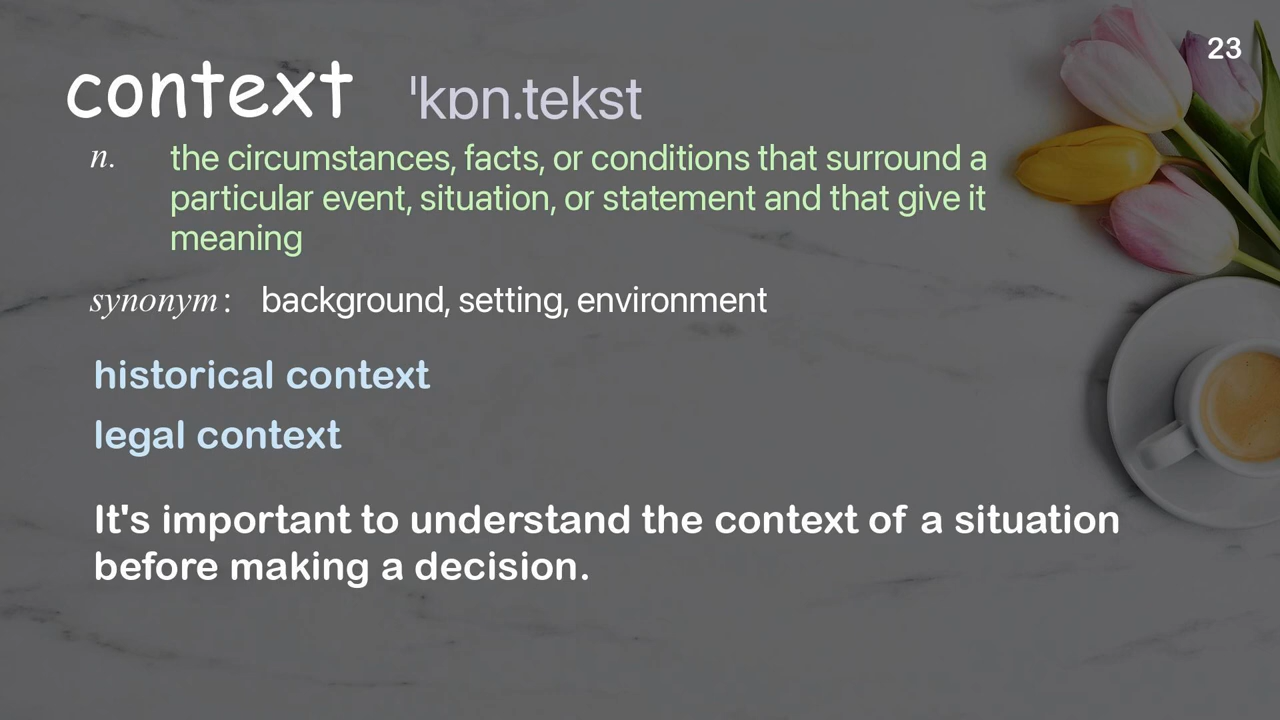 23
context ˈkɒn.tekst
n. the circumstances, facts, or conditions that surround a
particular event, situation, or statement and that give it
meaning
synonym: background, setting, environment
historical context
legal context
It's important to understand the context of a situation
before making a decision.